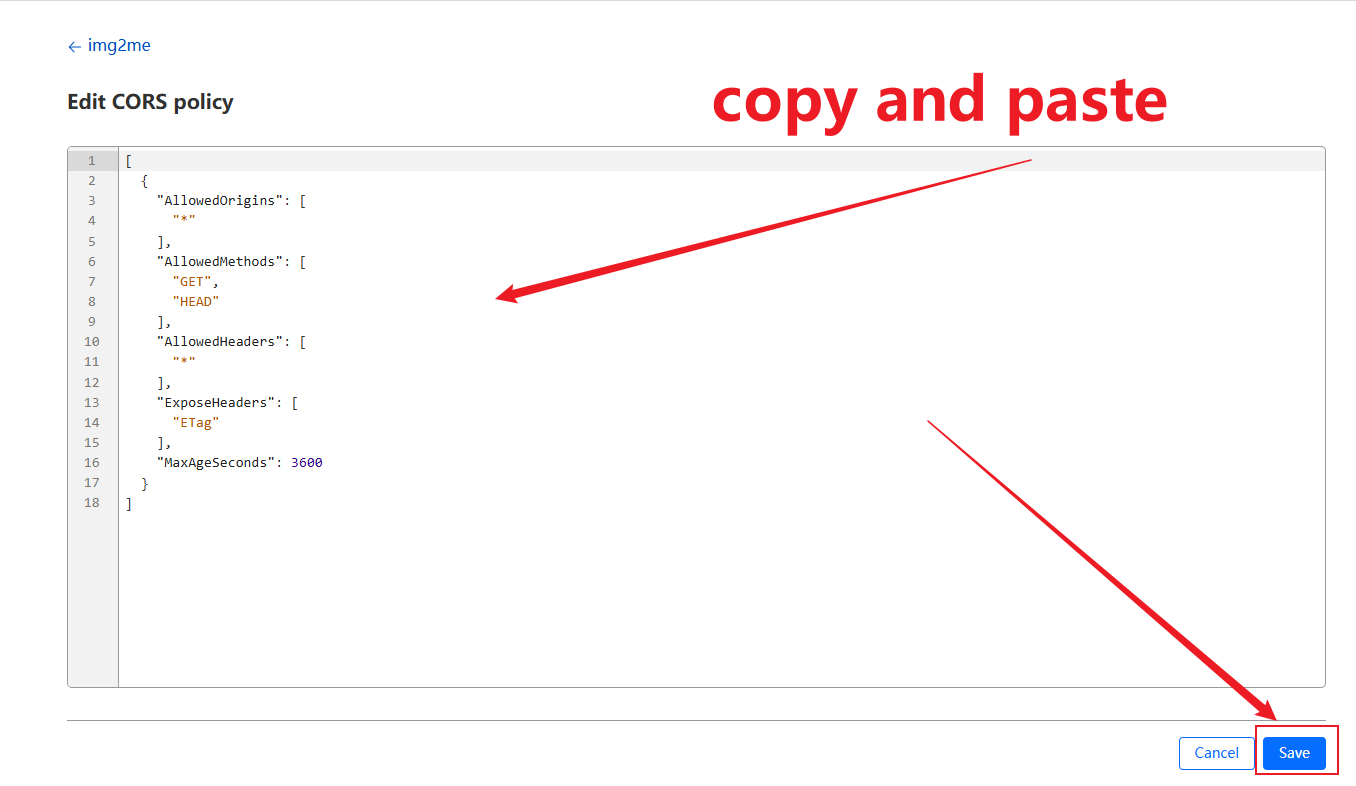 ← img2me
Edit CORS policy
copy and paste
1 [
2 {
3 "AllowedOrigins": [
4 "*"
5 ],
6 "AllowedMethods": [
7 "GET",
8 "HEAD"
9 ],
10 "AllowedHeaders": [
11 "*"
12 ],
13 "ExposeHeaders": [
14 "ETag"
15 ],
16 "MaxAgeSeconds": 3600
17 }
18 ]
Cancel Save